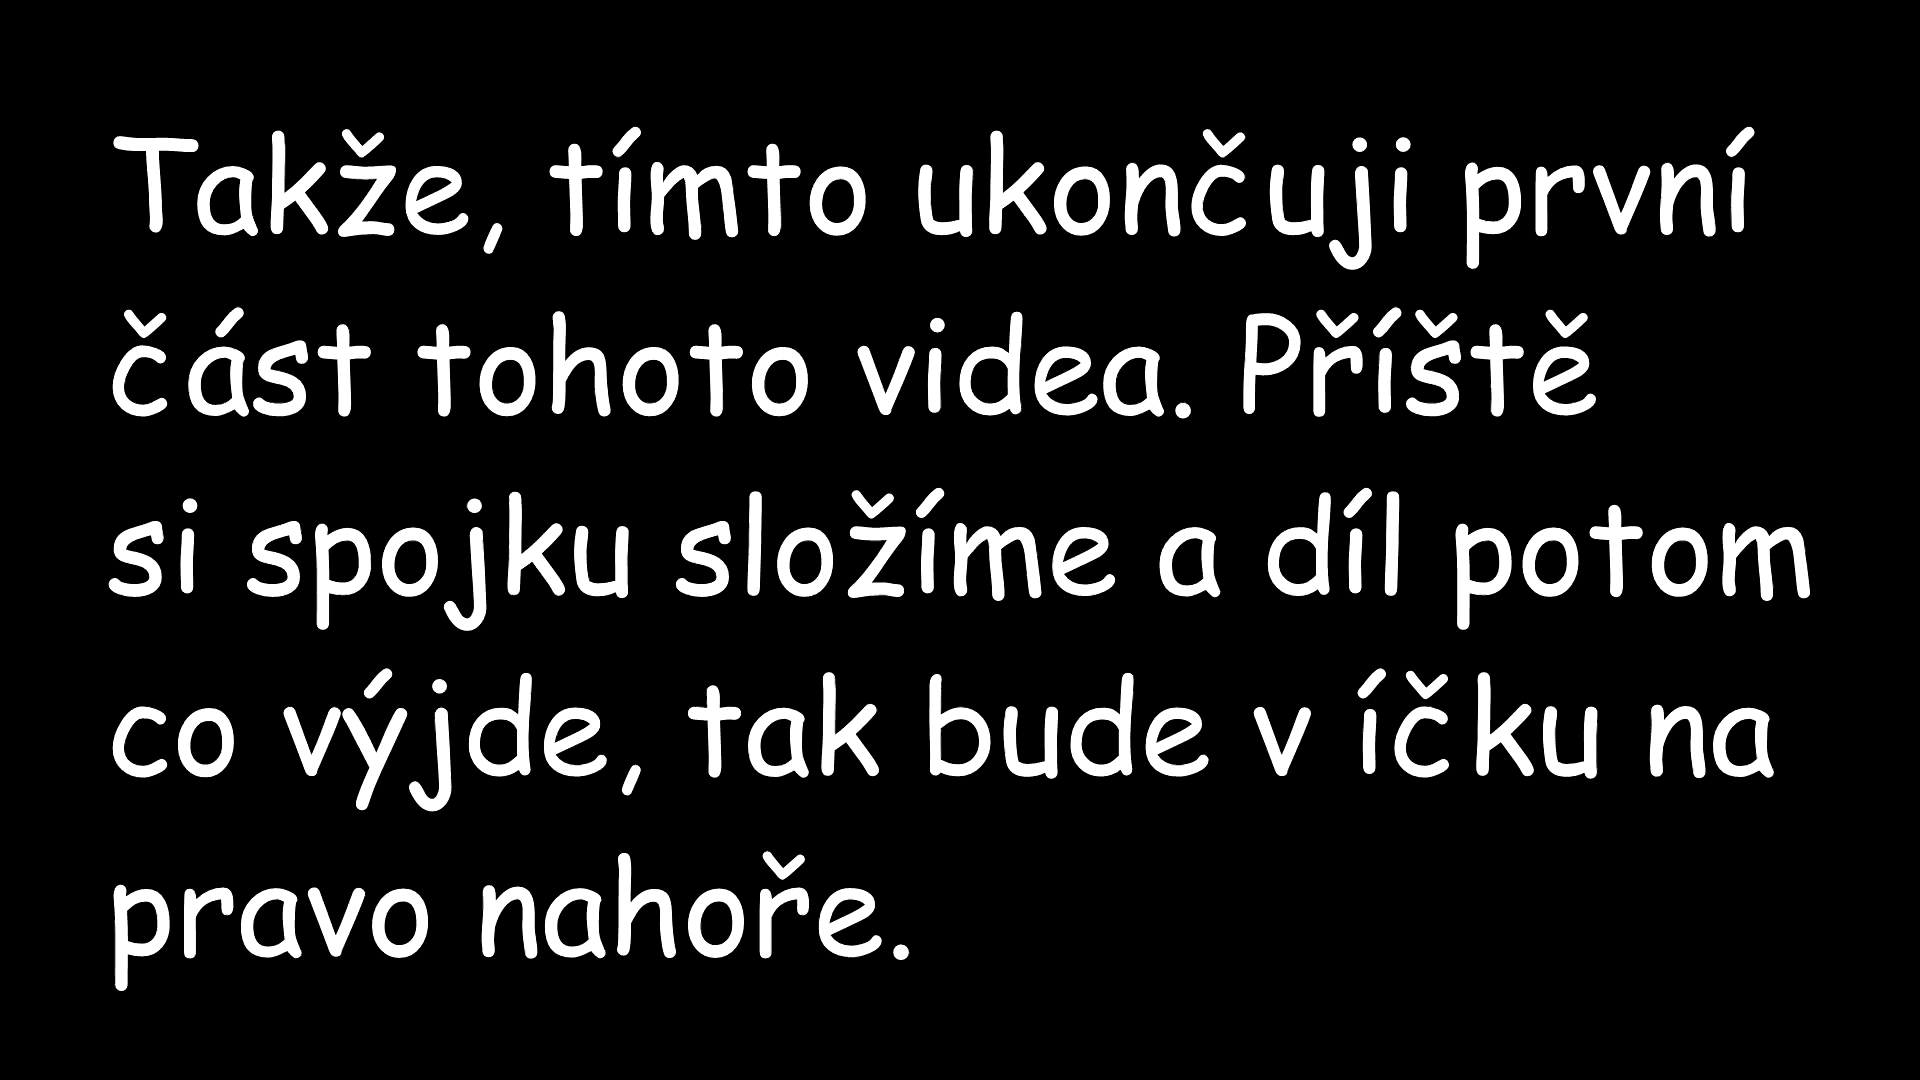 Takže, tímto ukončuji první
část tohoto videa. Příště
si spojku složíme a díl potom
co výjde, tak bude v íčku na
pravo nahoře.